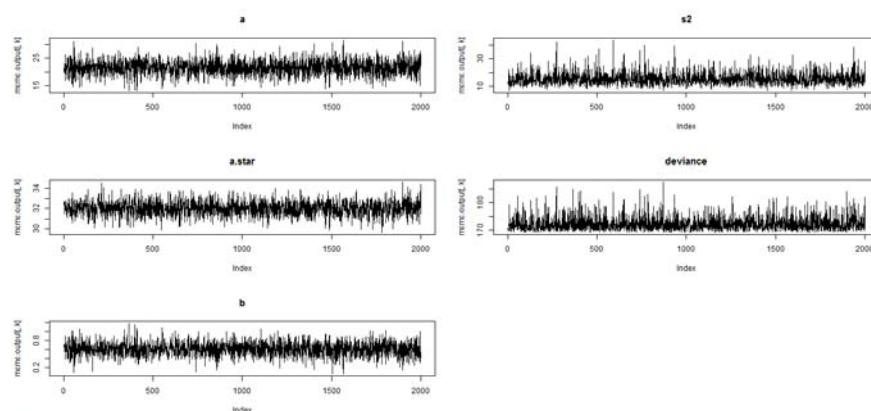 a
mcmc.output[, k]
15 25
0 500 1000 1500 2000
Index
a.star
mcmc.output[, k]
30 32 34
0 500 1000 1500 2000
Index
b
mcmc.output[, k]
0.2 0.8
0 500 1000 1500 2000
Index
s2
mcmc.output[, k]
10 30
0 500 1000 1500 2000
Index
deviance
mcmc.output[, k]
170 180
0 500 1000 1500 2000
Index